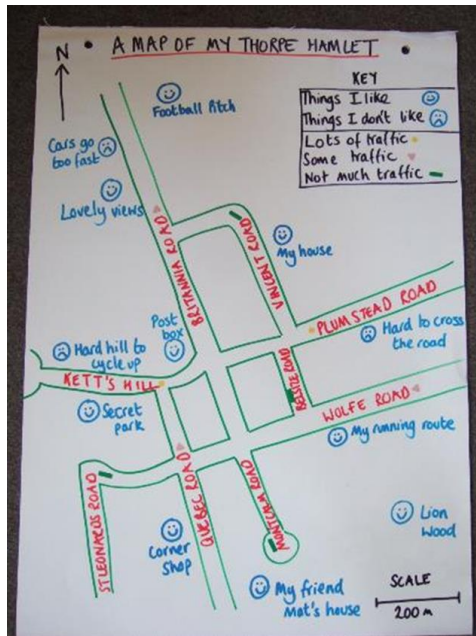 N
A MAP OF MY THORPE HAMLET
KEY
Things I like
Things I don't like
Lots of traffic
Some traffic
Not much traffic
Football Pitch
Cars go
too fast
Lovely views
BRITANNIA ROAD
VINCENT ROAD
My house
PLUMSTEAD ROAD
Hard to cross
the road
Post
box
Hard hill to
cycle up
KETT'S HILL
BELSIZE ROAD
WOLFE ROAD
Secret
park
My running route
ST LEONARDS ROAD
QUEBEC ROAD
MONTCALM ROAD
Corner
shop
Lion
Wood
My friend
Mat's house
SCALE
200m